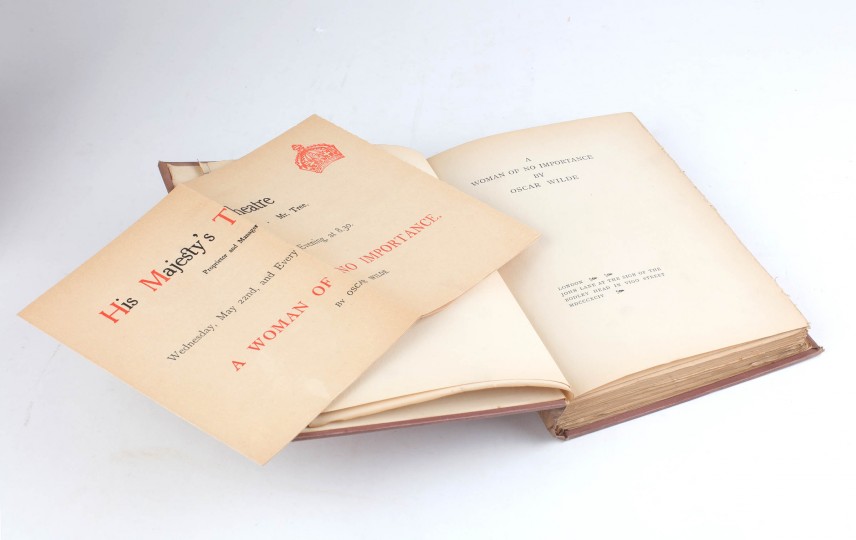 His Majesty's Theatre
Proprietor and Manager - Mr. Tree.
Wednesday, May 22nd, and Every Evening at 8.30.
A WOMAN OF NO IMPORTANCE.
By OSCAR WILDE
A
WOMAN OF NO IMPORTANCE
BY
OSCAR WILDE
LONDON
JOHN LANE AT THE SIGN OF THE
BODLEY HEAD IN VIGO STREET
MDCCCXCIV